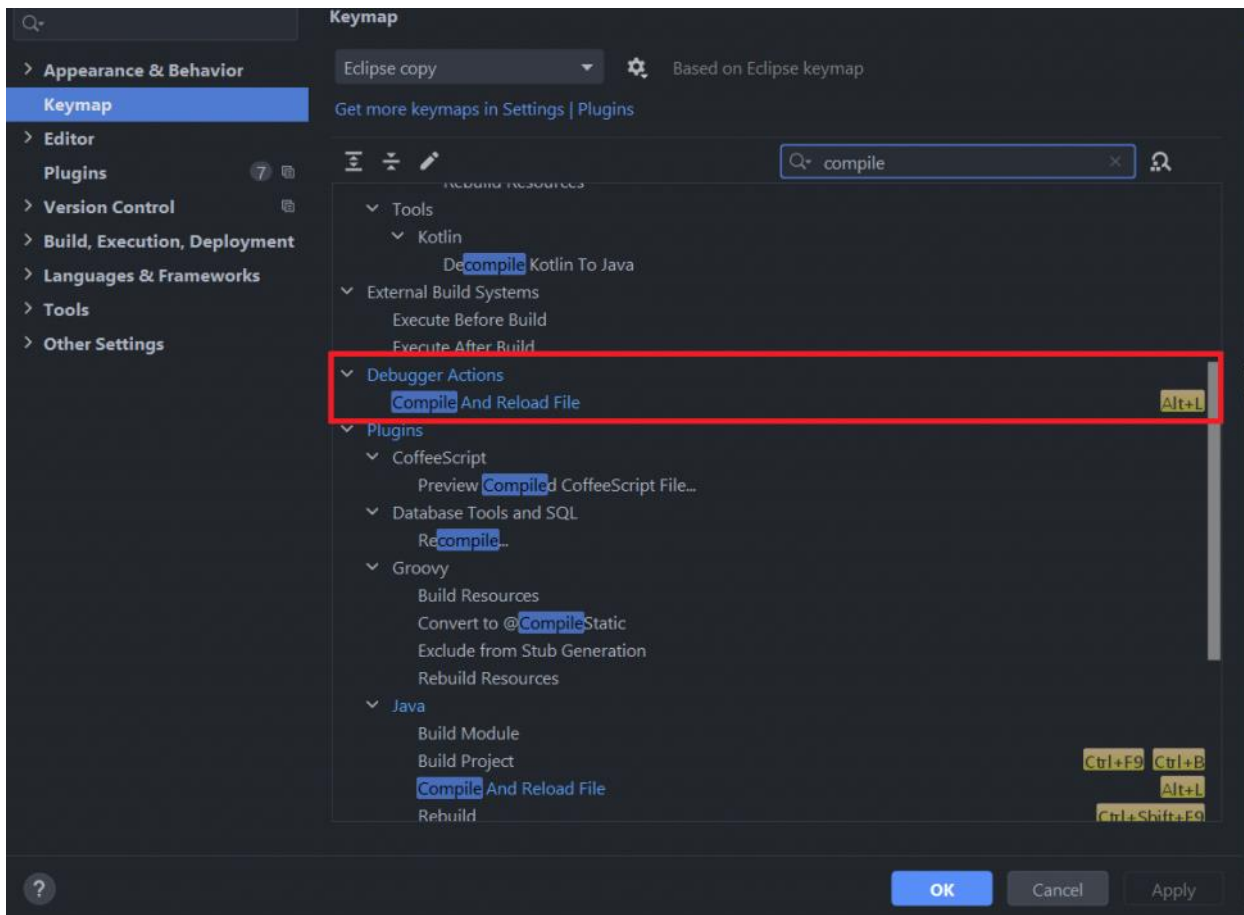 Keymap
Appearance & Behavior
Keymap
Editor
Plugins 7
Version Control
Build, Execution, Deployment
Languages & Frameworks
Tools
Other Settings
Eclipse copy Based on Eclipse keymap
Get more keymaps in Settings | Plugins
compile
Rebuild Resources
Tools
Kotlin
Decompile Kotlin To Java
External Build Systems
Execute Before Build
Execute After Build
Debugger Actions
Compile And Reload File Alt+L
Plugins
CoffeeScript
Preview Compiled CoffeeScript File...
Database Tools and SQL
Recompile...
Groovy
Build Resources
Convert to @CompileStatic
Exclude from Stub Generation
Rebuild Resources
Java
Build Module
Build Project Ctrl+F9 Ctrl+B
Compile And Reload File Alt+L
Rebuild Ctrl+Shift+F9
? OK Cancel Apply